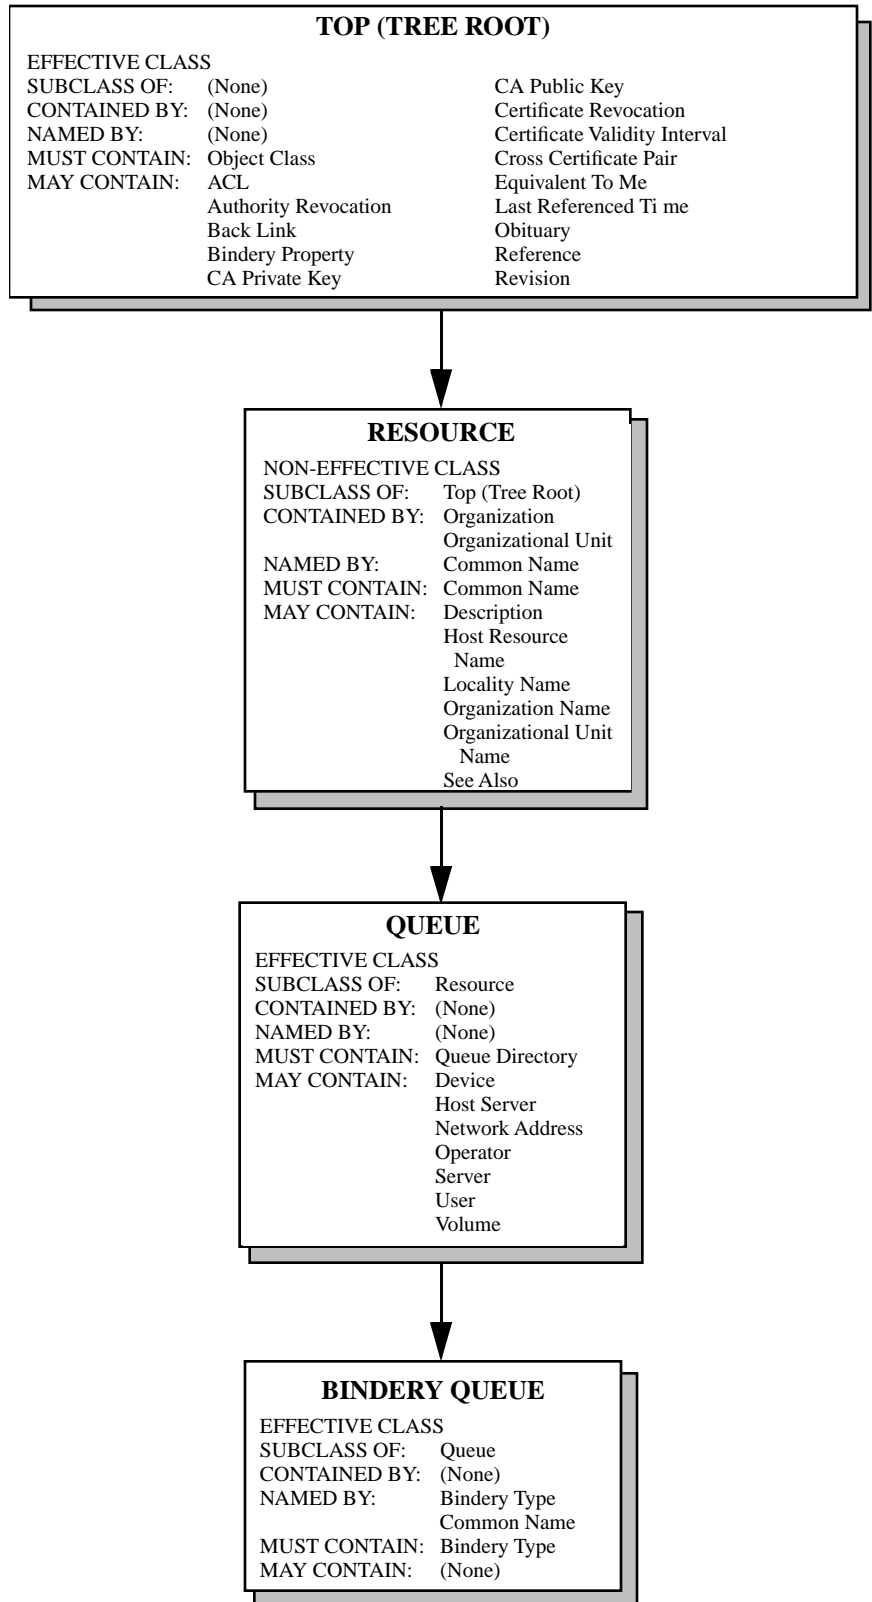 TOP (TREE ROOT)
EFFECTIVE CLASS
SUBCLASS OF: (None)
CONTAINED BY: (None)
NAMED BY: (None)
MUST CONTAIN: Object Class
MAY CONTAIN: ACL
Authority Revocation
Back Link
Bindery Property
CA Private Key
CA Public Key
Certificate Revocation
Certificate Validity Interval
Cross Certificate Pair
Equivalent To Me
Last Referenced Ti me
Obituary
Reference
Revision
RESOURCE
NON-EFFECTIVE CLASS
SUBCLASS OF: Top (Tree Root)
CONTAINED BY: Organization
Organizational Unit
NAMED BY: Common Name
MUST CONTAIN: Common Name
MAY CONTAIN: Description
Host Resource
Name
Locality Name
Organization Name
Organizational Unit
Name
See Also
QUEUE
EFFECTIVE CLASS
SUBCLASS OF: Resource
CONTAINED BY: (None)
NAMED BY: (None)
MUST CONTAIN: Queue Directory
MAY CONTAIN: Device
Host Server
Network Address
Operator
Server
User
Volume
BINDERY QUEUE
EFFECTIVE CLASS
SUBCLASS OF: Queue
CONTAINED BY: (None)
NAMED BY: Bindery Type
Common Name
MUST CONTAIN: Bindery Type
MAY CONTAIN: (None)